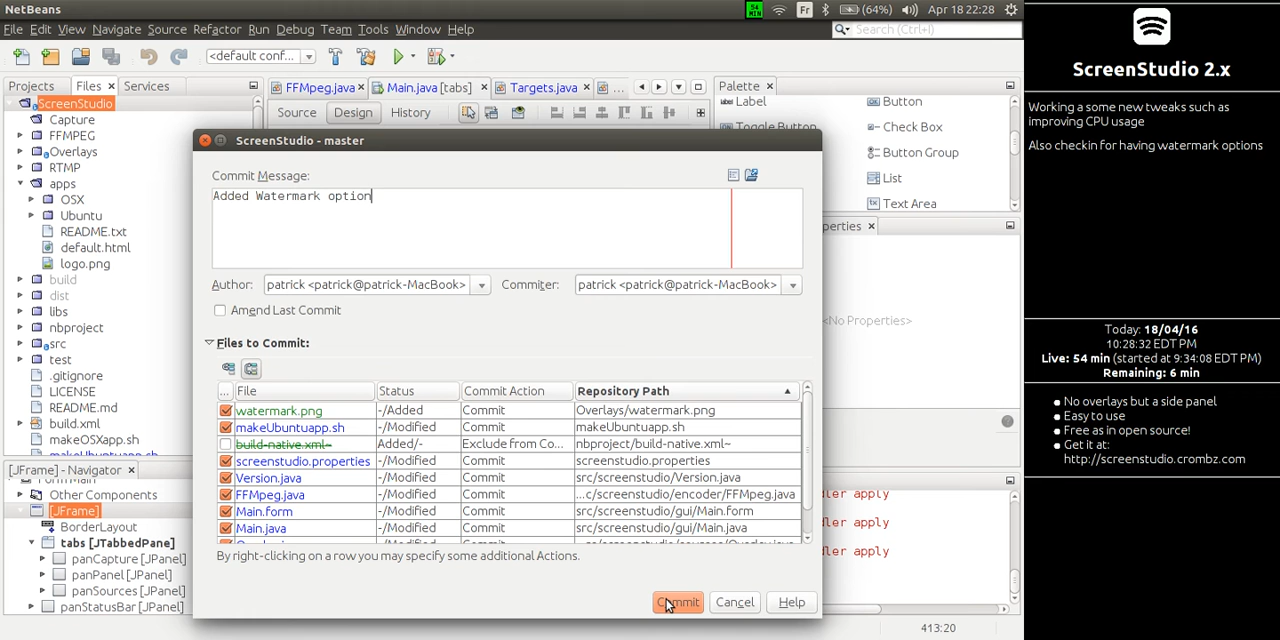 NetBeans
54 MIN
Fr
(64%)
Apr 18 22:28
File Edit View Navigate Source Refactor Run Debug Team Tools Window Help
Search (Ctrl+I)
<default conf...
Projects Files Services
FFMpeg.java Main.java [tabs] Targets.java ...
Source Design History
Palette
Label
Button
Toggle Button
Check Box
Button Group
List
Text Area
perties
<No Properties>
ScreenStudio
Capture
FFMPEG
Overlays
RTMP
apps
OSX
Ubuntu
README.txt
default.html
logo.png
build
dist
libs
nbproject
src
test
.gitignore
LICENSE
README.md
build.xml
makeOSXapp.sh
makeUbuntuapp.sh
[JFrame] - Navigator
Form Main
Other Components
[JFrame]
BorderLayout
tabs [JTabbedPane]
panCapture [JPanel]
panPanel [JPanel]
panSources [JPanel]
panStatusBar [JPanel]
ScreenStudio - master
Commit Message:
Added Watermark option
Author: patrick <patrick@patrick-MacBook> Commiter: patrick <patrick@patrick-MacBook>
Amend Last Commit
Files to Commit:
... File Status Commit Action Repository Path
watermark.png -/Added Commit Overlays/watermark.png
makeUbuntuapp.sh -/Modified Commit makeUbuntuapp.sh
build-native.xml~ Added/- Exclude from Co... nbproject/build-native.xml~
screenstudio.properties -/Modified Commit screenstudio.properties
Version.java -/Modified Commit src/screenstudio/Version.java
FFMpeg.java -/Modified Commit ...c/screenstudio/encoder/FFMpeg.java
Main.form -/Modified Commit src/screenstudio/gui/Main.form
Main.java -/Modified Commit src/screenstudio/gui/Main.java
By right-clicking on a row you may specify some additional Actions.
Commit Cancel Help
dler apply
dler apply
dler apply
413:20
ScreenStudio 2.x
Working a some new tweaks such as
improving CPU usage
Also checkin for having watermark options
Today: 18/04/16
10:28:32 EDT PM
Live: 54 min (started at 9:34:08 EDT PM)
Remaining: 6 min
No overlays but a side panel
Easy to use
Free as in open source!
Get it at:
http://screenstudio.crombz.com